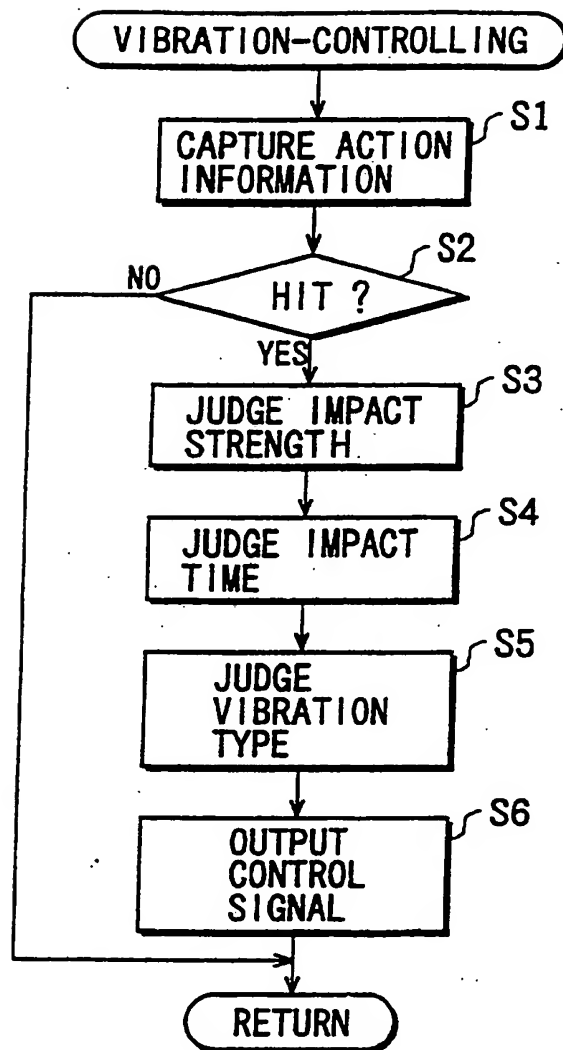 VIBRATION-CONTROLLING
S1
CAPTURE ACTION
INFORMATION
S2
NO
HIT ?
YES
S3
JUDGE IMPACT
STRENGTH
S4
JUDGE IMPACT
TIME
S5
JUDGE
VIBRATION
TYPE
S6
OUTPUT
CONTROL
SIGNAL
RETURN